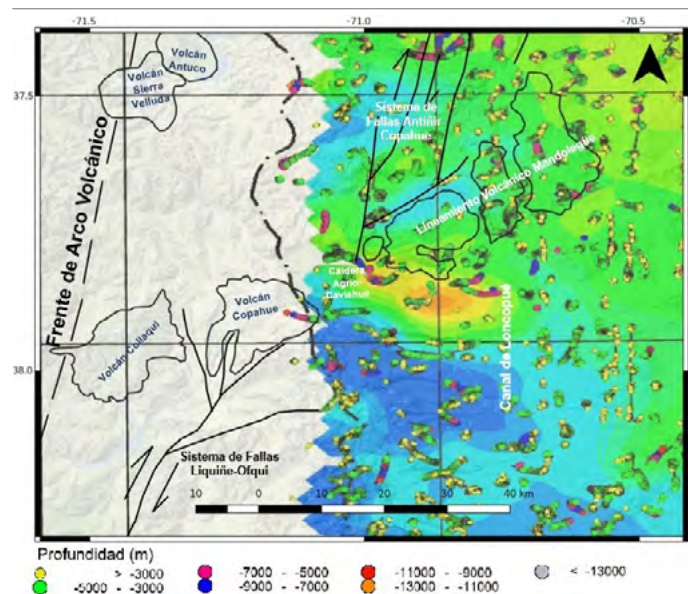 -71.5
-71.0
-70.5
37.5
38.0
Volcán
Antuco
Volcán
Sierra
Velluda
Frente de Arco Volcánico
Sistema de
Fallas Antiñir
Copahue
Lineamiento Volcánico Mandolegüe
Caldera
Agrio-
Caviahue
Volcán
Copahue
Volcán Callaqui
Canal de Loncopué
Sistema de Fallas
Liquiñe-Ofqui
10 0 10 20 30 40 km
Profundidad (m)
> -3000
-5000 - -3000
-7000 - -5000
-9000 - -7000
-11000 - -9000
-13000 - -11000
< -13000